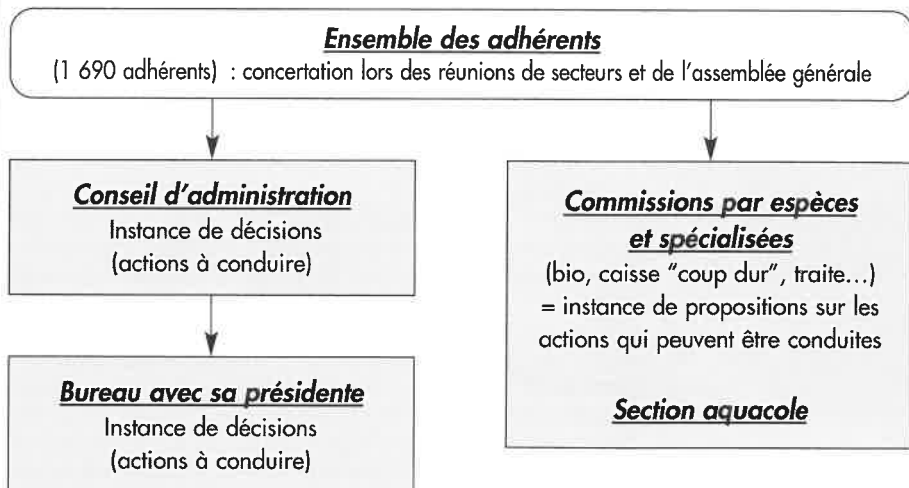 Ensemble des adhérents
(1 690 adhérents) : concertation lors des réunions de secteurs et de l'assemblée générale
Conseil d'administration
Instance de décisions
(actions à conduire)
Bureau avec sa présidente
Instance de décisions
(actions à conduire)
Commissions par espèces
et spécialisées
(bio, caisse "coup dur", traite...)
= instance de propositions sur les
actions qui peuvent être conduites
Section aquacole